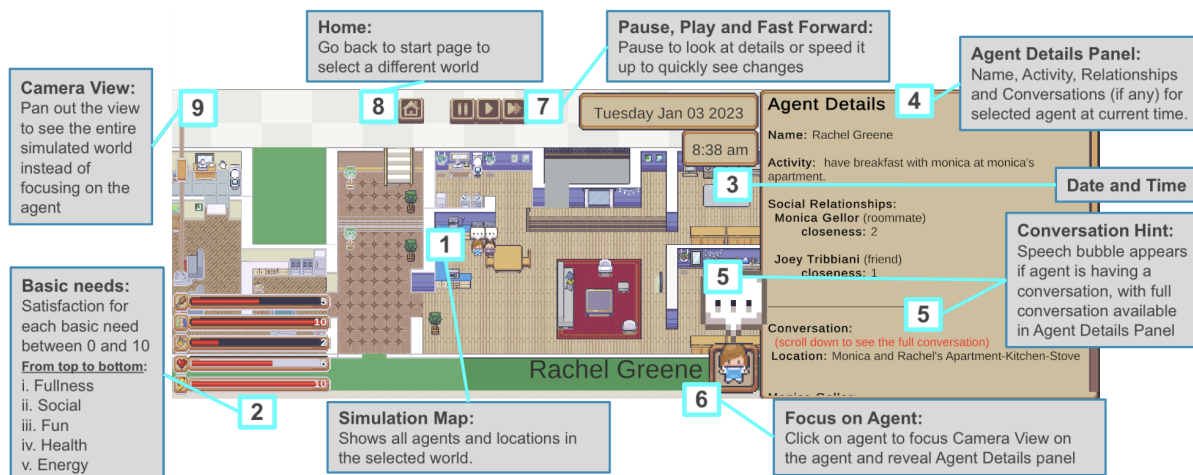 Home:
Go back to start page to
select a different world
Pause, Play and Fast Forward:
Pause to look at details or speed it
up to quickly see changes
Agent Details Panel:
Name, Activity, Relationships
and Conversations (if any) for
selected agent at current time.
Camera View:
Pan out the view
to see the entire
simulated world
instead of
focusing on the
agent
9
8
7
4
Tuesday Jan 03 2023
8:38 am
3
Date and Time
Agent Details
Name: Rachel Greene
Activity: have breakfast with monica at monica's
apartment.
Social Relationships:
Monica Gellor (roommate)
closeness: 2
Joey Tribbiani (friend)
closeness: 1
Conversation:
(scroll down to see the full conversation)
Location: Monica and Rachel's Apartment-Kitchen-Stove
Monica Gellor:
Conversation Hint:
Speech bubble appears
if agent is having a
conversation, with full
conversation available
in Agent Details Panel
1
5
5
Basic needs:
Satisfaction for
each basic need
between 0 and 10
From top to bottom:
i. Fullness
ii. Social
iii. Fun
iv. Health
v. Energy
5
10
2
10
2
Rachel Greene
6
Simulation Map:
Shows all agents and locations in
the selected world.
Focus on Agent:
Click on agent to focus Camera View on
the agent and reveal Agent Details panel